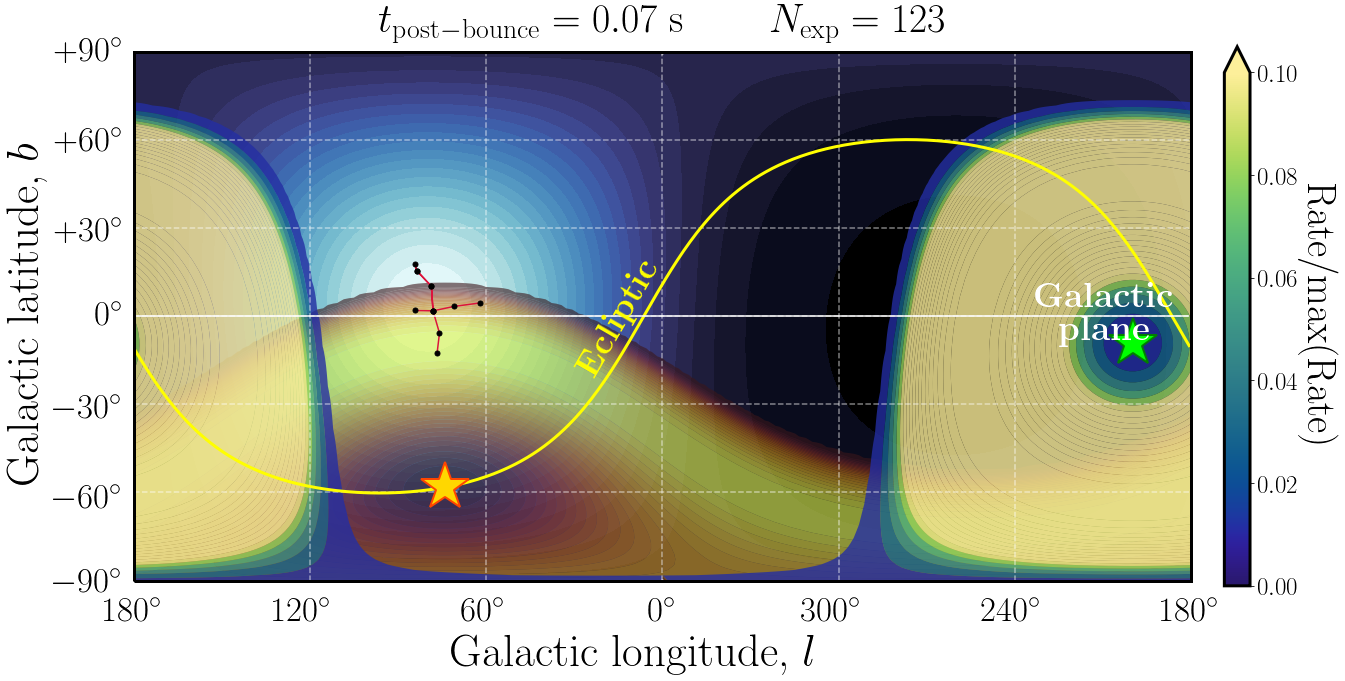 t_post−bounce = 0.07 s N_exp = 123
+90°
+60°
+30°
0°
−30°
−60°
−90°
Galactic latitude, b
180° 120° 60° 0° 300° 240° 180°
Galactic longitude, l
Ecliptic
Galactic
plane
0.10
0.08
0.06
0.04
0.02
0.00
Rate/max(Rate)